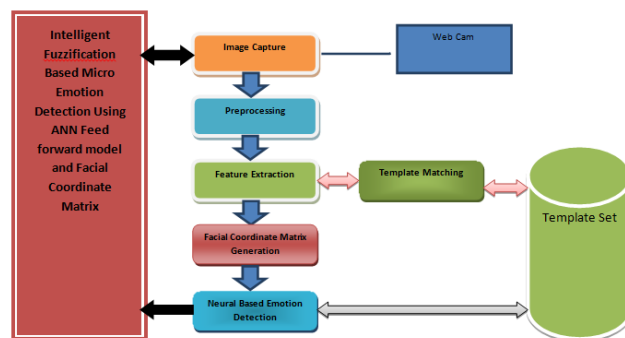 Intelligent
Fuzzification
Based Micro
Emotion
Detection Using
ANN Feed
forward model
and Facial
Coordinate
Matrix
Image Capture
Web Cam
Preprocessing
Feature Extraction
Template Matching
Template Set
Facial Coordinate Matrix
Generation
Neural Based Emotion
Detection